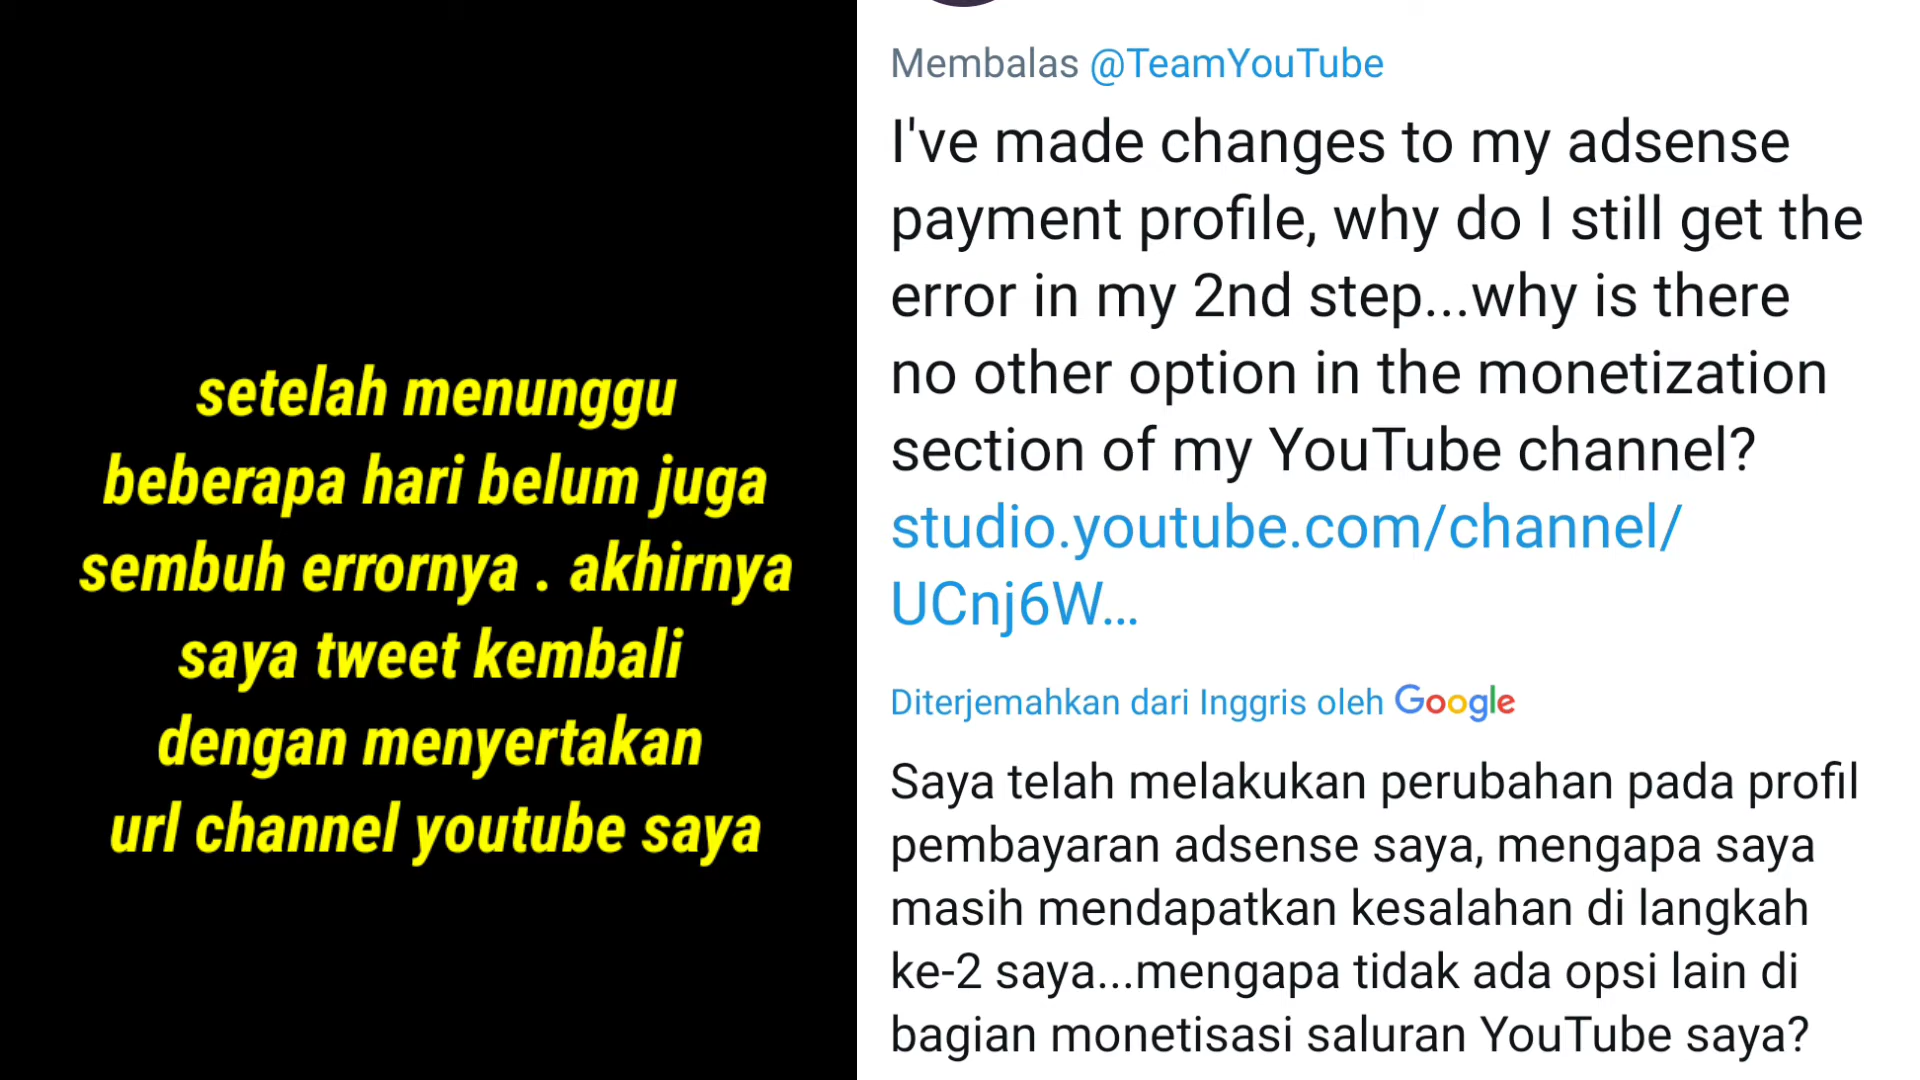 setelah menunggu
beberapa hari belum juga
sembuh errornya . akhirnya
saya tweet kembali
dengan menyertakan
url channel youtube saya
Membalas @TeamYouTube
I've made changes to my adsense
payment profile, why do I still get the
error in my 2nd step...why is there
no other option in the monetization
section of my YouTube channel?
studio.youtube.com/channel/
UCnj6W...
Diterjemahkan dari Inggris oleh Google
Saya telah melakukan perubahan pada profil
pembayaran adsense saya, mengapa saya
masih mendapatkan kesalahan di langkah
ke-2 saya...mengapa tidak ada opsi lain di
bagian monetisasi saluran YouTube saya?